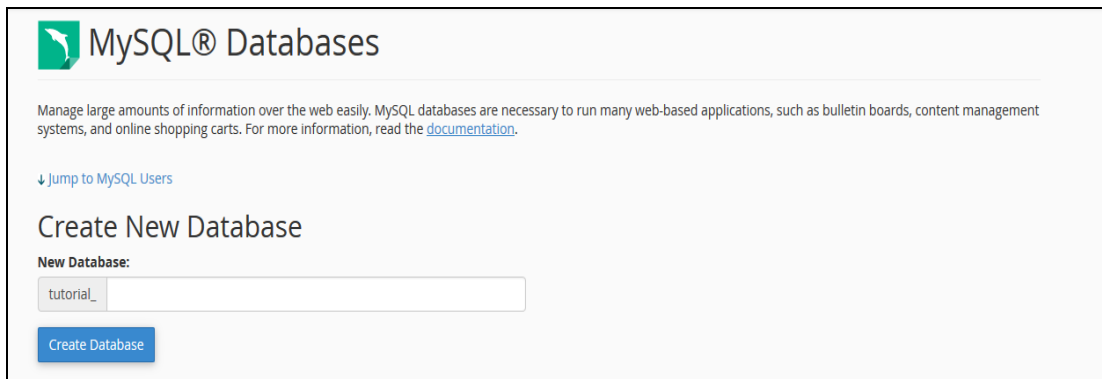 MySQL® Databases
Manage large amounts of information over the web easily. MySQL databases are necessary to run many web-based applications, such as bulletin boards, content management
systems, and online shopping carts. For more information, read the documentation.
↓ Jump to MySQL Users
Create New Database
New Database:
tutorial_
Create Database